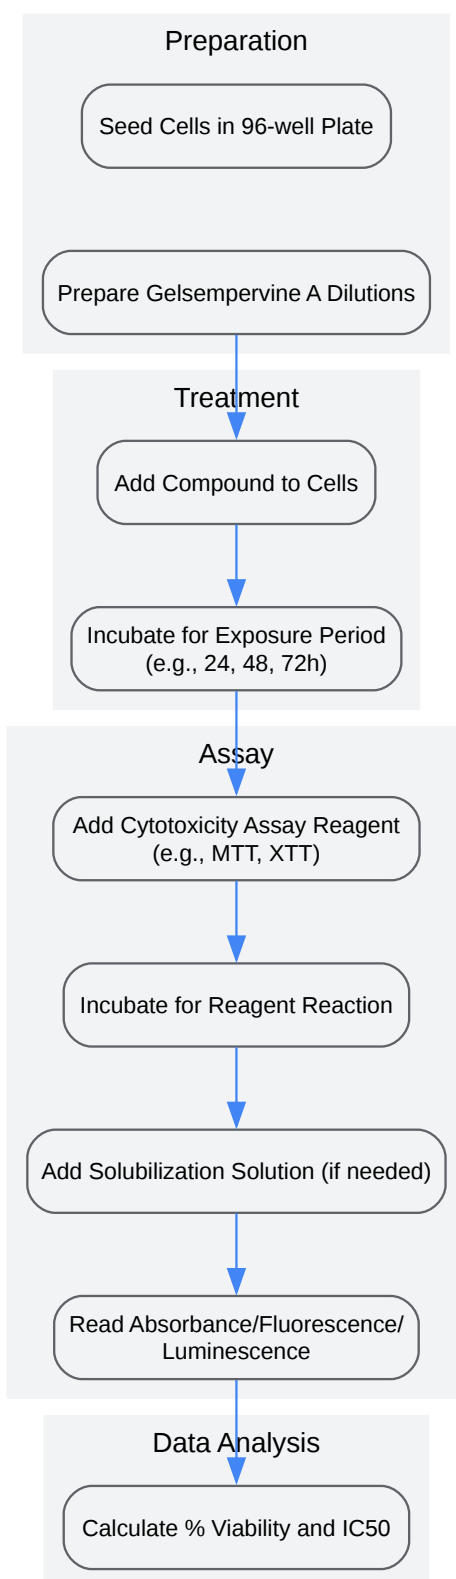 Preparation
Seed Cells in 96-well Plate
Prepare Gelsempervine A Dilutions
Treatment
Add Compound to Cells
Incubate for Exposure Period
(e.g., 24, 48, 72h)
Assay
Add Cytotoxicity Assay Reagent
(e.g., MTT, XTT)
Incubate for Reagent Reaction
Add Solubilization Solution (if needed)
Read Absorbance/Fluorescence/
Luminescence
Data Analysis
Calculate % Viability and IC50